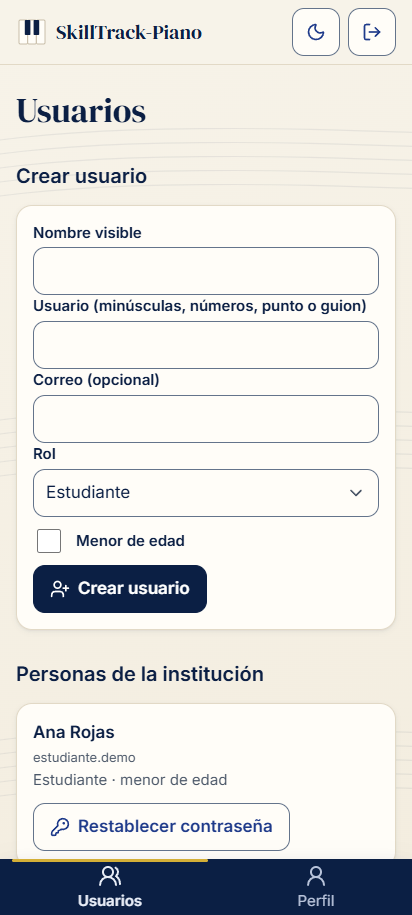 SkillTrack-Piano
Usuarios
Crear usuario
Nombre visible
Usuario (minúsculas, números, punto o guion)
Correo (opcional)
Rol
Estudiante
Menor de edad
Crear usuario
Personas de la institución
Ana Rojas
estudiante.demo
Estudiante · menor de edad
Restablecer contraseña
Usuarios
Perfil